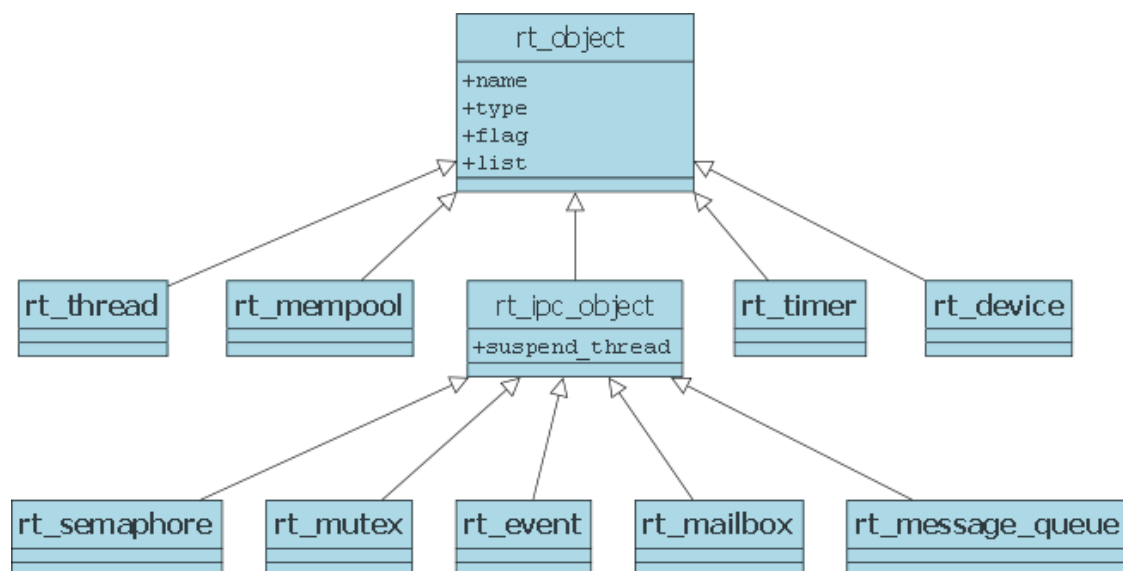 rt_object
+name
+type
+flag
+list
rt_thread
rt_mempool
rt_ipc_object
+suspend_thread
rt_timer
rt_device
rt_semaphore
rt_mutex
rt_event
rt_mailbox
rt_message_queue